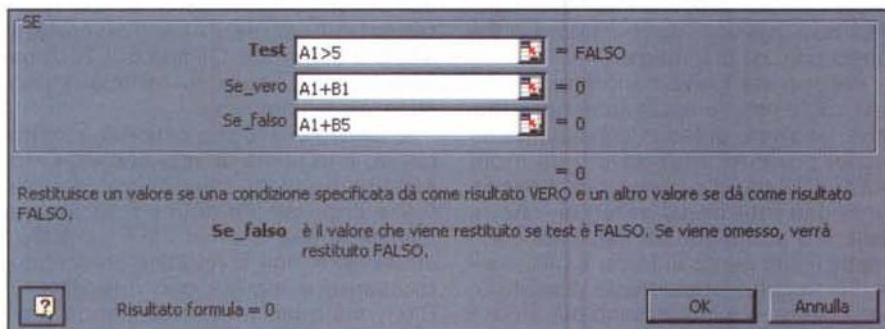 SE
Test A1>5 = FALSO
Se_vero A1+B1 = 0
Se_falso A1+B5 = 0
= 0
Restituisce un valore se una condizione specificata dà come risultato VERO e un altro valore se dà come risultato
FALSO.
Se_falso è il valore che viene restituito se test è FALSO. Se viene omesso, verrà
restituito FALSO.
? Risultato formula = 0 OK Annulla